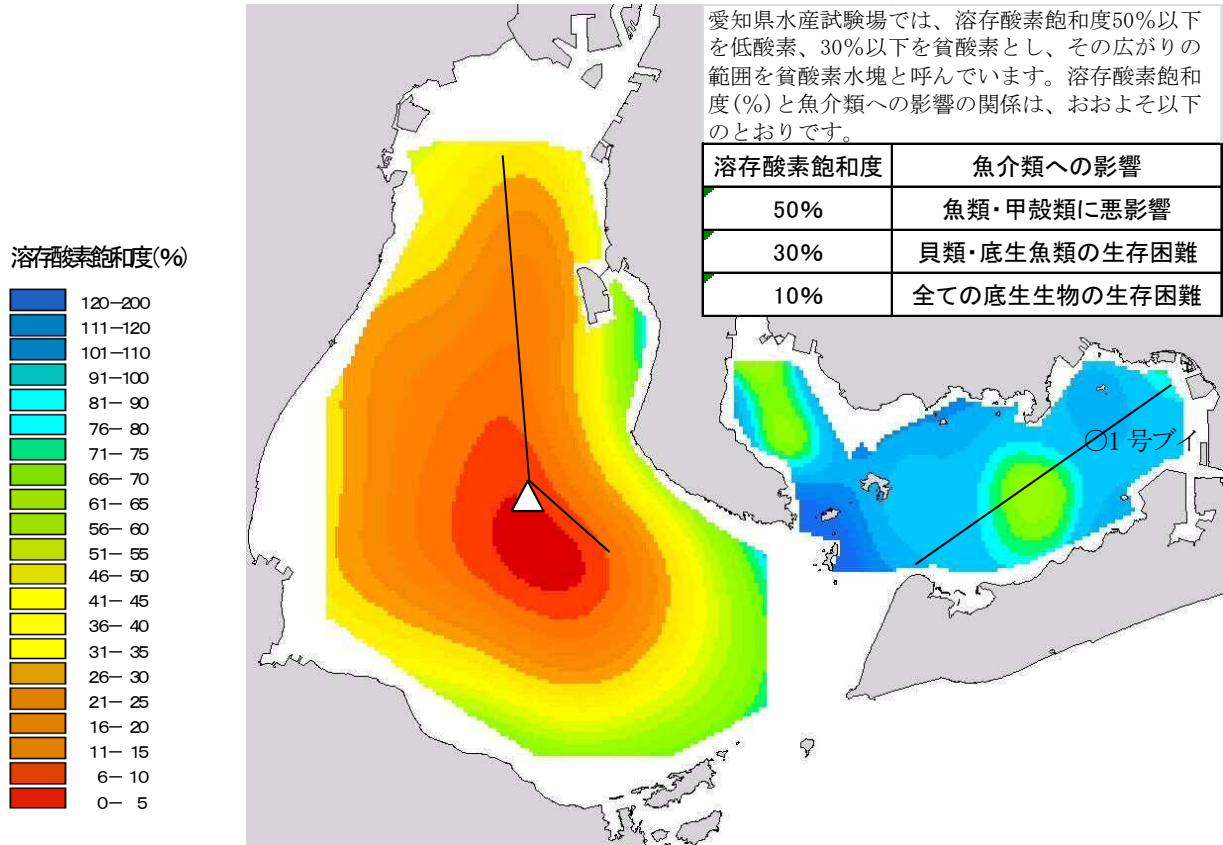 愛知県水産試験場では、溶存酸素飽和度50%以下
を低酸素、30%以下を貧酸素とし、その広がりの
範囲を貧酸素水塊と呼んでいます。溶存酸素飽和
度(%)と魚介類への影響の関係は、おおよそ以下
のとおりです。
溶存酸素飽和度 魚介類への影響
50% 魚類・甲殻類に悪影響
30% 貝類・底生魚類の生存困難
10% 全ての底生生物の生存困難
溶存酸素飽和度(%)
120-200
111-120
101-110
91-100
81-90
76-80
71-75
66-70
61-65
56-60
51-55
46-50
41-45
36-40
31-35
26-30
21-25
16-20
11-15
6-10
0-5
○1号ブイ